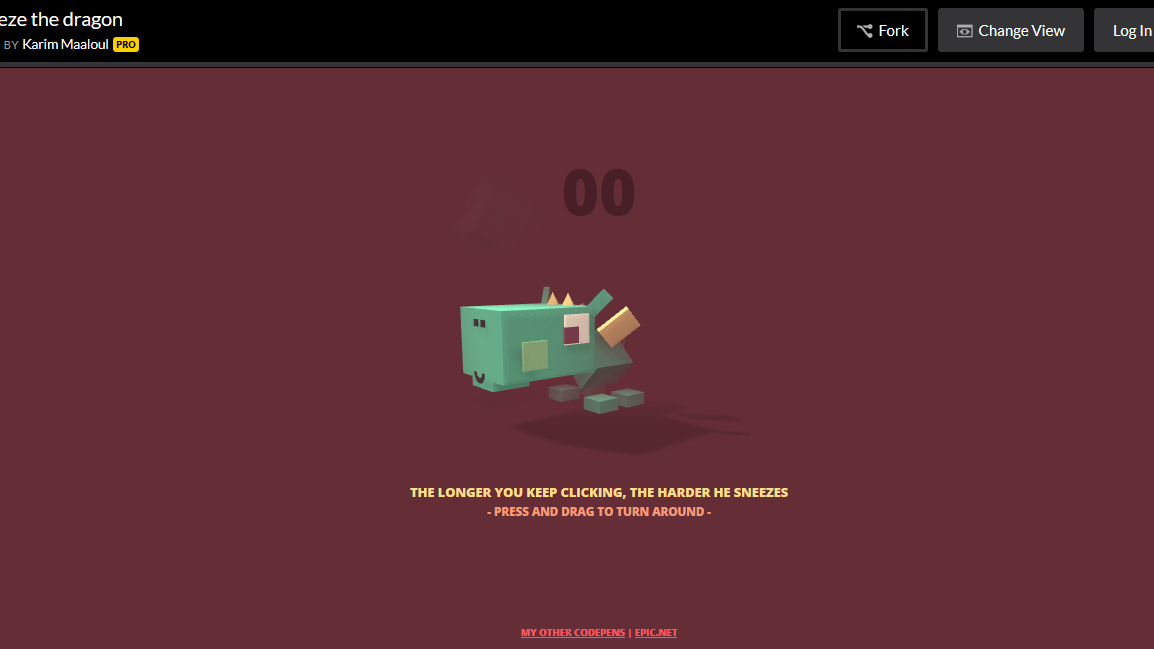 eze the dragon
BY Karim Maaloul PRO
Fork
Change View
Log In
00
THE LONGER YOU KEEP CLICKING, THE HARDER HE SNEEZES
- PRESS AND DRAG TO TURN AROUND -
MY OTHER CODEPENS | EPIC.NET